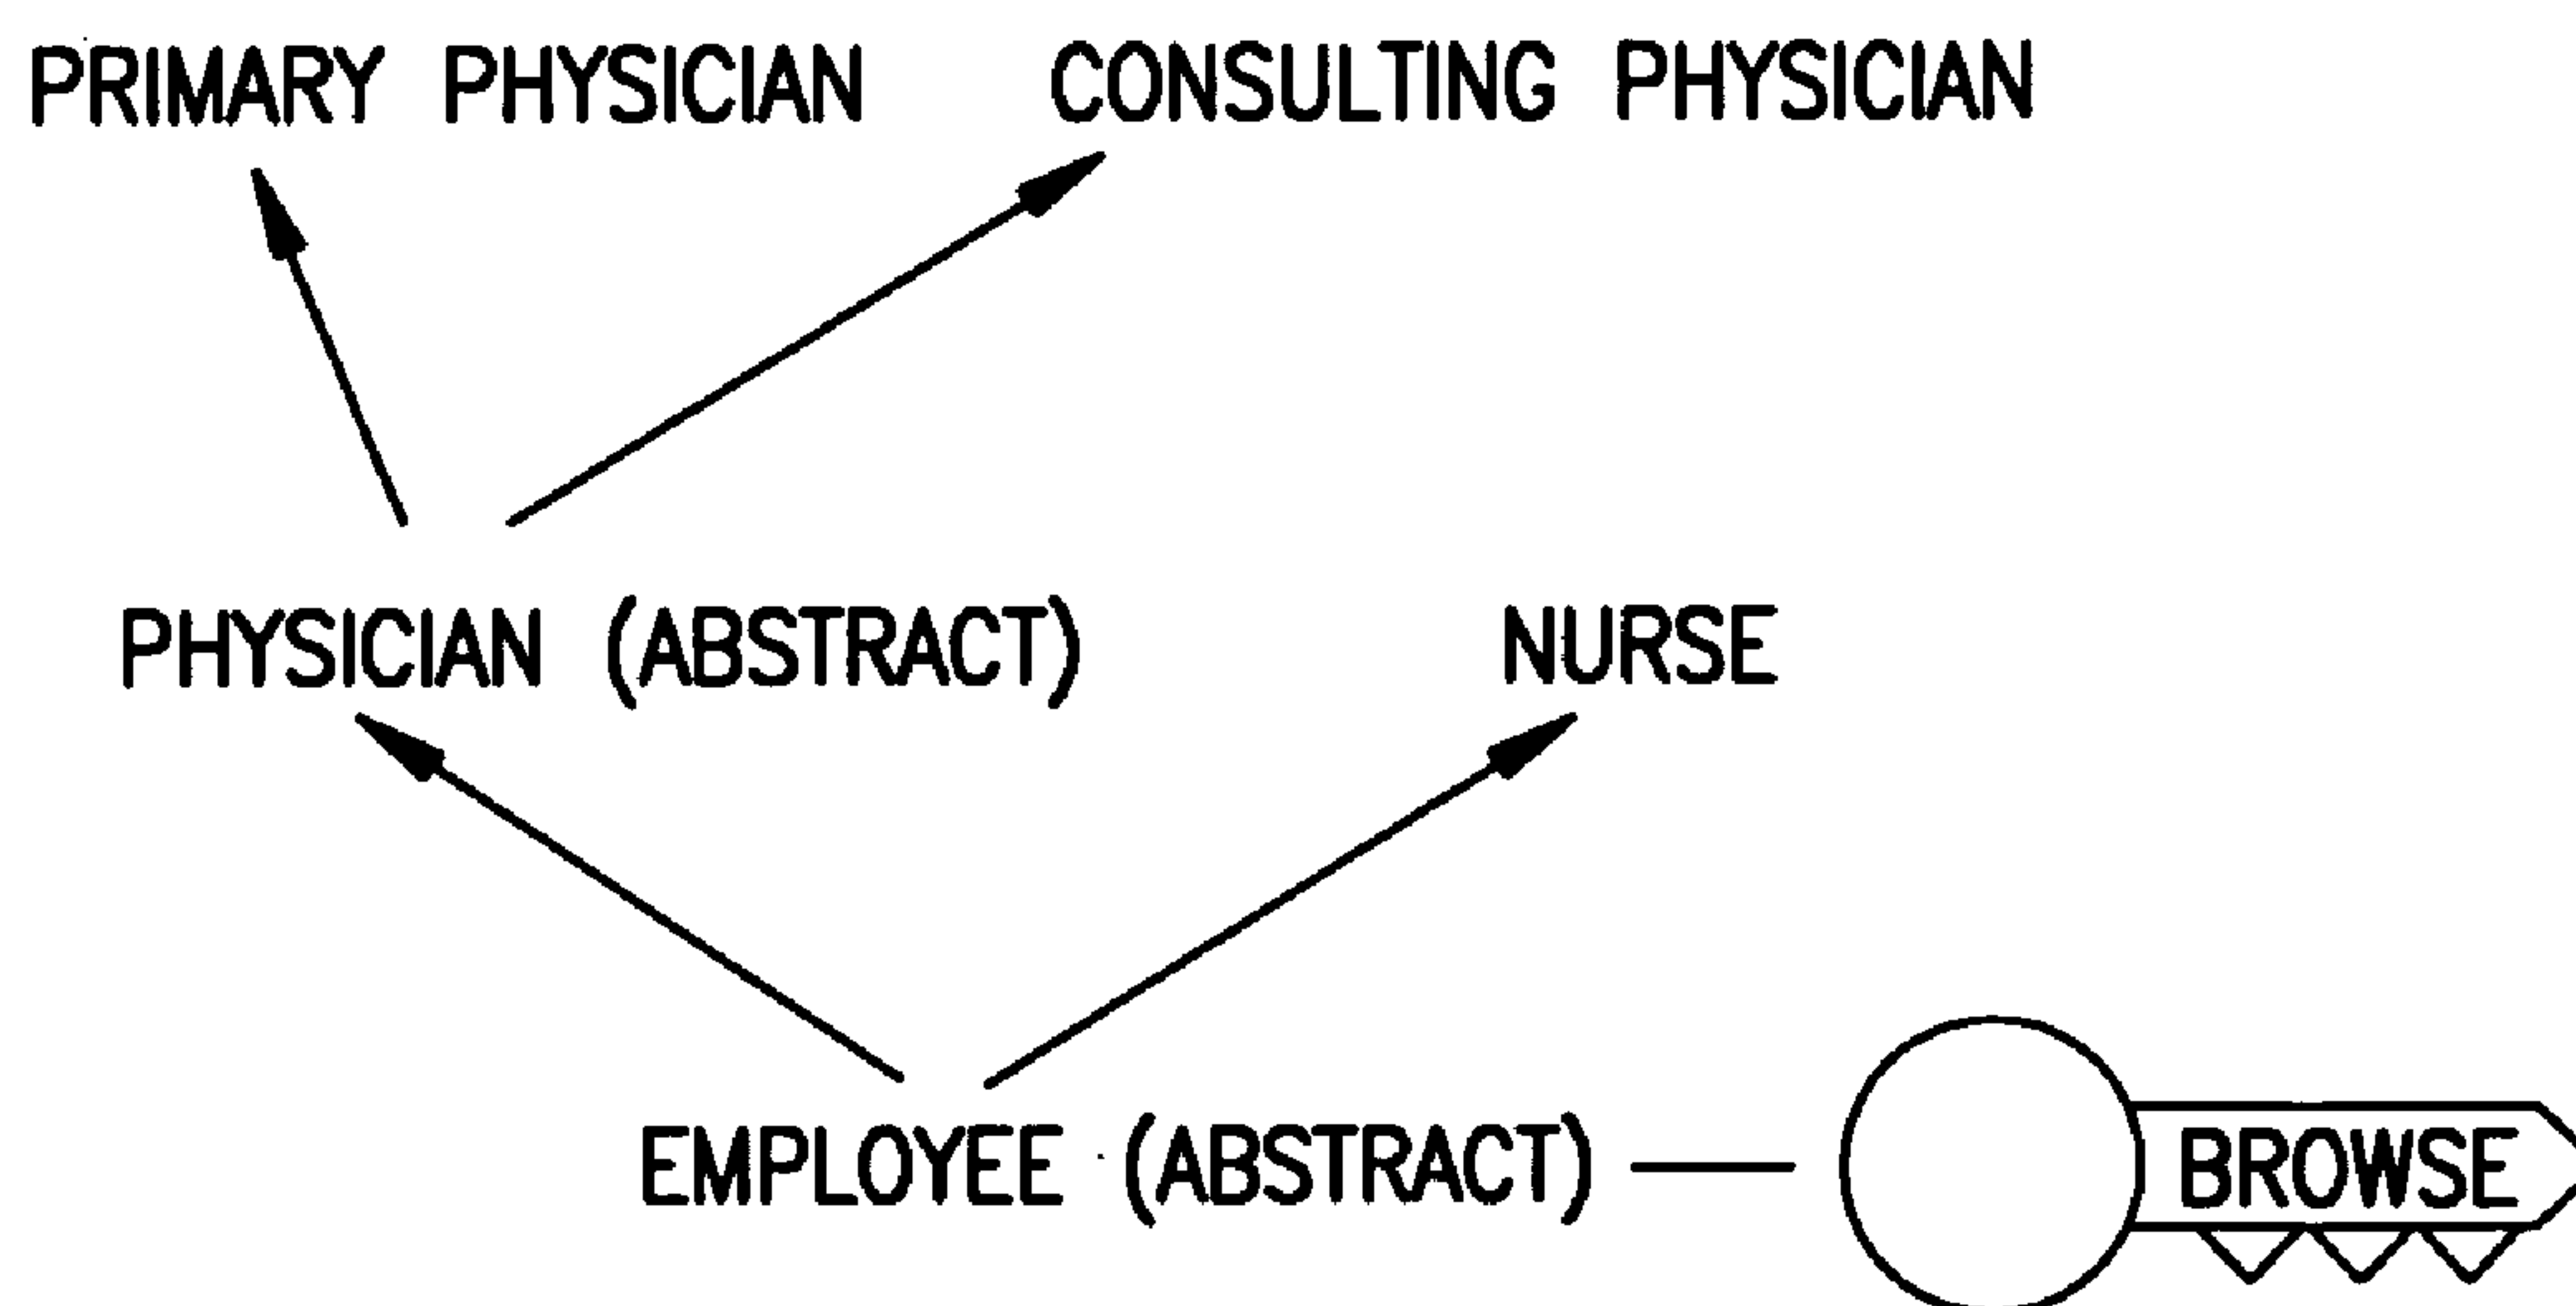 PRIMARY PHYSICIAN
CONSULTING PHYSICIAN
PHYSICIAN (ABSTRACT)
NURSE
EMPLOYEE (ABSTRACT)
BROWSE